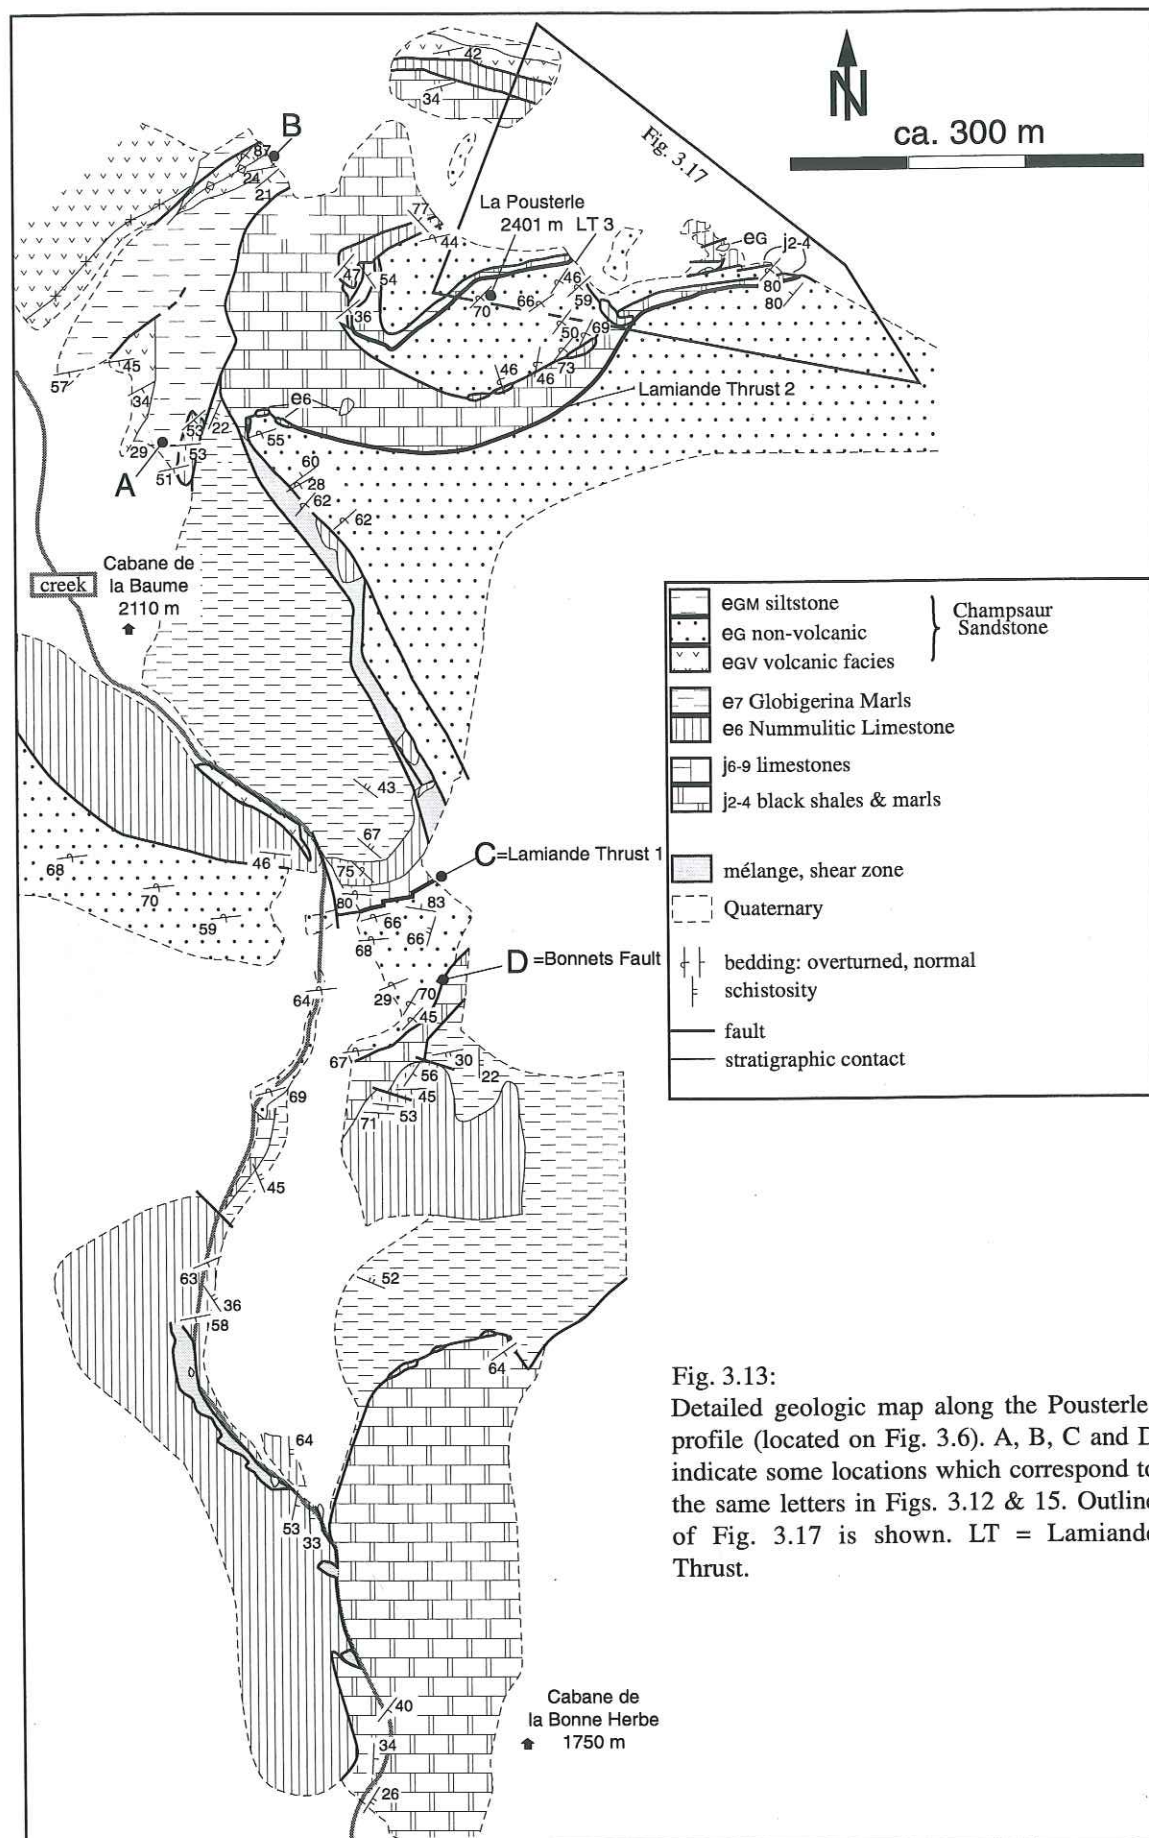 42
34
ca. 300 m
Fig. 3.17
B
87
24
21
La Pousterle
2401 m
LT 3
77
44
eG
j2-4
47
54
36
46
66
59
70
80
80
50
69
46
46
73
57
45
34
e6
Lamiande Thrust 2
53
22
29
53
51
A
55
60
28
62
62
Cabane de
la Baume
2110 m
creek
eGM siltstone
eG non-volcanic
eGV volcanic facies
Champsaur
Sandstone
e7 Globigerina Marls
e6 Nummulitic Limestone
j6-9 limestones
j2-4 black shales & marls
mélange, shear zone
Quaternary
bedding: overturned, normal
schistosity
fault
stratigraphic contact
43
67
46
75
C=Lamiande Thrust 1
68
70
59
80
83
66
66
68
D=Bonnets Fault
64
29
70
45
67
30
56
22
45
53
71
69
45
63
52
36
58
64
64
53
33
Fig. 3.13:
Detailed geologic map along the Pousterle
profile (located on Fig. 3.6). A, B, C and D
indicate some locations which correspond to
the same letters in Figs. 3.12 & 15. Outline
of Fig. 3.17 is shown. LT = Lamiande
Thrust.
40
34
26
Cabane de
la Bonne Herbe
1750 m